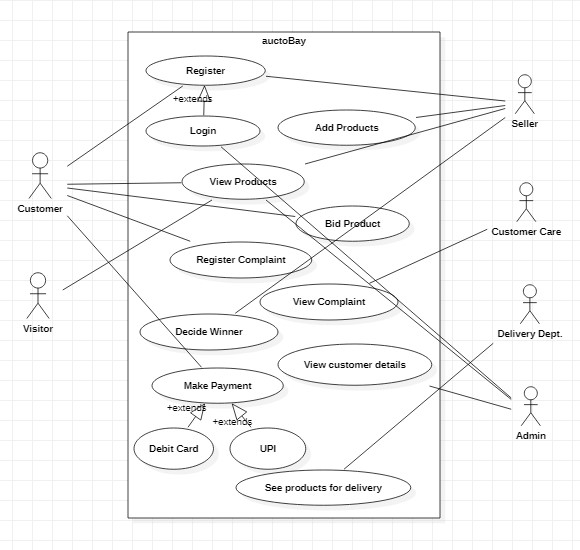 auctoBay
Register
+extends
Login
Add Products
Seller
View Products
Customer
Bid Product
Customer Care
Register Complaint
View Complaint
Visitor
Decide Winner
Delivery Dept.
View customer details
Make Payment
+extends
+extends
Admin
Debit Card
UPI
See products for delivery